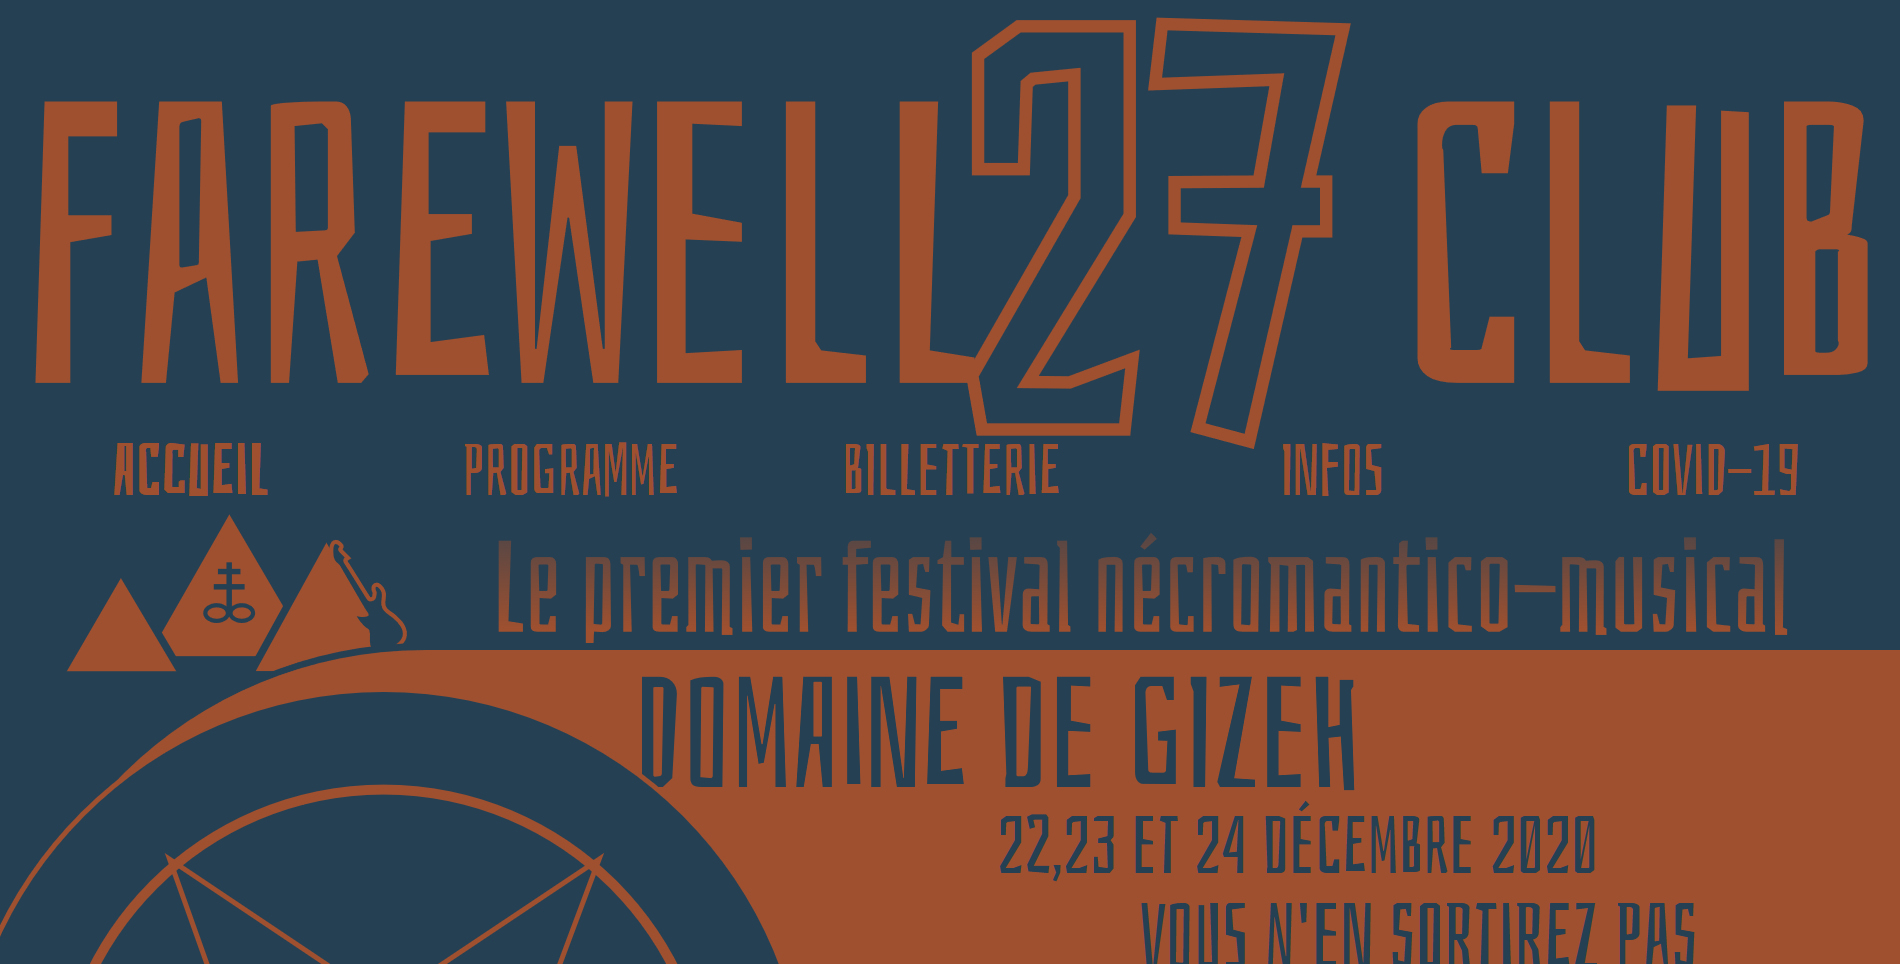 FAREWELL 27 CLUB
ACCUEIL PROGRAMME BILLETTERIE INFOS COVID-19
Le premier festival nécromantico-musical
DOMAINE DE GIZEH
22,23 ET 24 DÉCEMBRE 2020
VOUS N'EN SORTIREZ PAS